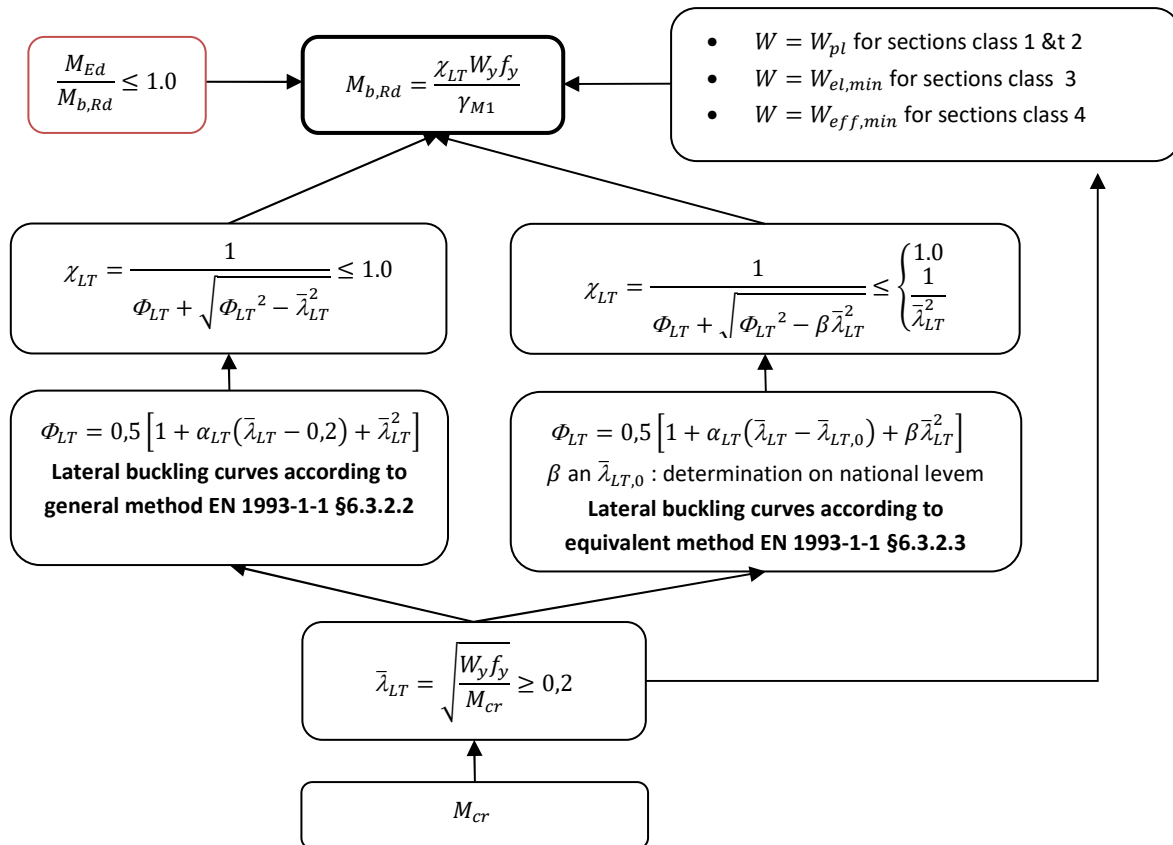 M_Ed / M_b,Rd ≤ 1.0
M_b,Rd = χ_LT W_y f_y / γ_M1
• W = W_pl for sections class 1 &t 2
• W = W_el,min for sections class 3
• W = W_eff,min for sections class 4
χ_LT = 1 / (Φ_LT + √(Φ_LT² − λ̄_LT²)) ≤ 1.0
χ_LT = 1 / (Φ_LT + √(Φ_LT² − βλ̄_LT²)) ≤ { 1.0 ; 1 / λ̄_LT²
Φ_LT = 0,5 [1 + α_LT(λ̄_LT − 0,2) + λ̄_LT²]
Lateral buckling curves according to
general method EN 1993-1-1 §6.3.2.2
Φ_LT = 0,5 [1 + α_LT(λ̄_LT − λ̄_LT,0) + βλ̄_LT²]
β an λ̄_LT,0 : determination on national levem
Lateral buckling curves according to
equivalent method EN 1993-1-1 §6.3.2.3
λ̄_LT = √(W_y f_y / M_cr) ≥ 0,2
M_cr